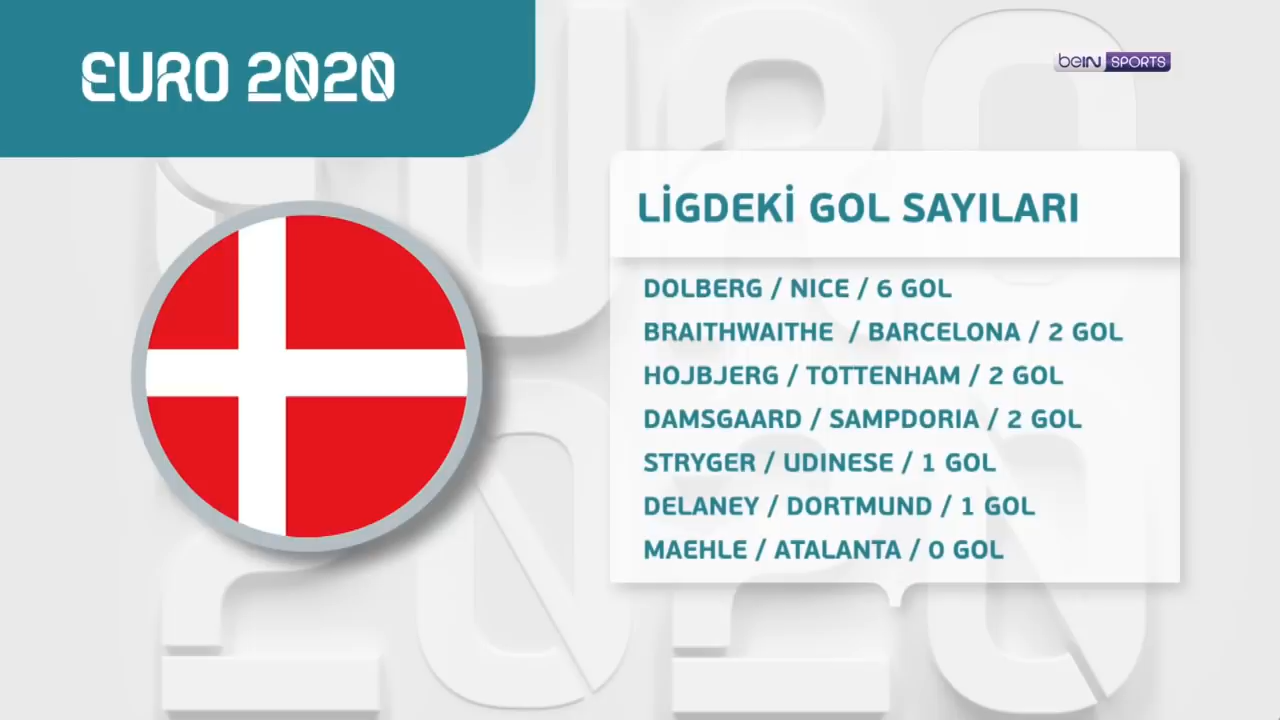 EURO 2020
beIN SPORTS
LİGDEKİ GOL SAYILARI
DOLBERG / NICE / 6 GOL
BRAITHWAITHE / BARCELONA / 2 GOL
HOJBJERG / TOTTENHAM / 2 GOL
DAMSGAARD / SAMPDORIA / 2 GOL
STRYGER / UDINESE / 1 GOL
DELANEY / DORTMUND / 1 GOL
MAEHLE / ATALANTA / 0 GOL